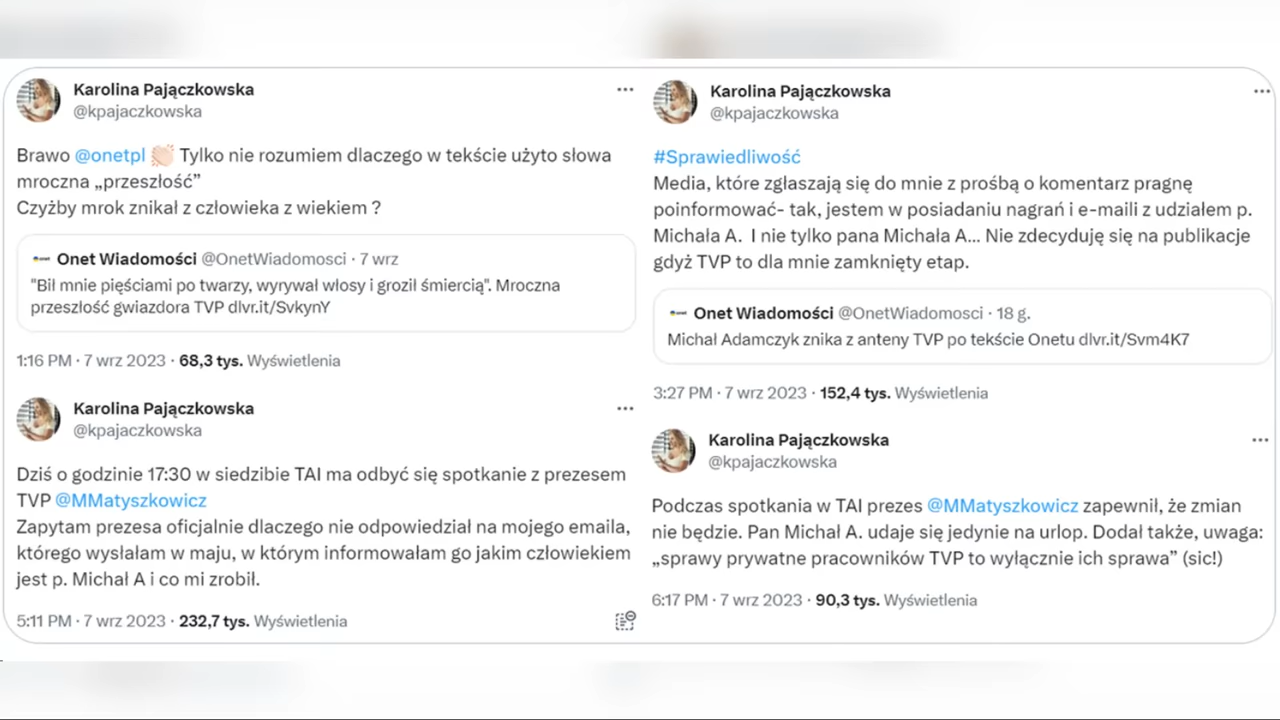 Karolina Pajączkowska
@kpajaczkowska
Brawo @onetpl 👏🏻 Tylko nie rozumiem dlaczego w tekście użyto słowa
mroczna „przeszłość”
Czyżby mrok znikał z człowieka z wiekiem ?
Onet Wiadomości @OnetWiadomosci · 7 wrz
"Bił mnie pięściami po twarzy, wyrywał włosy i groził śmiercią". Mroczna
przeszłość gwiazdora TVP dlvr.it/SvkynY
1:16 PM · 7 wrz 2023 · 68,3 tys. Wyświetlenia
Karolina Pajączkowska
@kpajaczkowska
Dziś o godzinie 17:30 w siedzibie TAI ma odbyć się spotkanie z prezesem
TVP @MMatyszkowicz
Zapytam prezesa oficjalnie dlaczego nie odpowiedział na mojego emaila,
którego wysłałam w maju, w którym informowałam go jakim człowiekiem
jest p. Michał A i co mi zrobił.
5:11 PM · 7 wrz 2023 · 232,7 tys. Wyświetlenia
Karolina Pajączkowska
@kpajaczkowska
#Sprawiedliwość
Media, które zgłaszają się do mnie z prośbą o komentarz pragnę
poinformować- tak, jestem w posiadaniu nagrań i e-maili z udziałem p.
Michała A. I nie tylko pana Michała A... Nie zdecyduję się na publikacje
gdyż TVP to dla mnie zamknięty etap.
Onet Wiadomości @OnetWiadomosci · 18 g.
Michał Adamczyk znika z anteny TVP po tekście Onetu dlvr.it/Svm4K7
3:27 PM · 7 wrz 2023 · 152,4 tys. Wyświetlenia
Karolina Pajączkowska
@kpajaczkowska
Podczas spotkania w TAI prezes @MMatyszkowicz zapewnił, że zmian
nie będzie. Pan Michał A. udaje się jedynie na urlop. Dodał także, uwaga:
„sprawy prywatne pracowników TVP to wyłącznie ich sprawa” (sic!)
6:17 PM · 7 wrz 2023 · 90,3 tys. Wyświetlenia